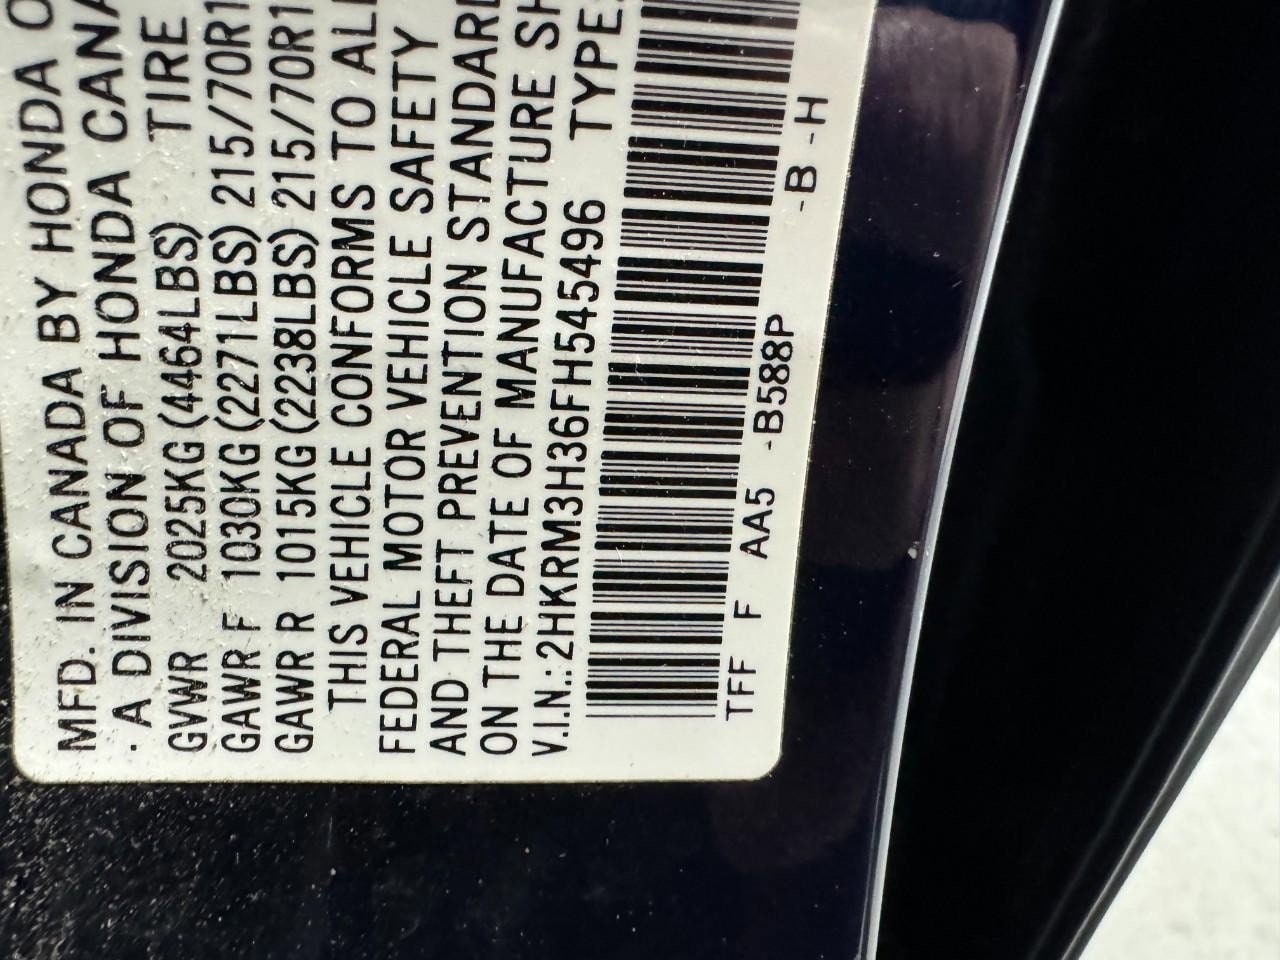 MFD. IN CANADA BY HONDA O
. A DIVISION OF HONDA CANA
TIRE
GVWR 2025KG (4464LBS)
GAWR F 1030KG (2271LBS) 215/70R1
GAWR R 1015KG (2238LBS) 215/70R1
THIS VEHICLE CONFORMS TO ALL
FEDERAL MOTOR VEHICLE SAFETY
AND THEFT PREVENTION STANDARD
ON THE DATE OF MANUFACTURE SH
V.I.N.: 2HKRM3H36FH545496 TYPE:
TFF F AA5 -B588P -B -H